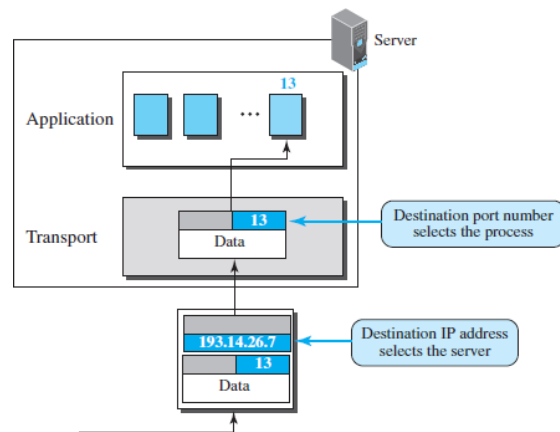 Server
13
Application
...
13
Destination port number
selects the process
Data
Transport
193.14.26.7
Destination IP address
selects the server
13
Data